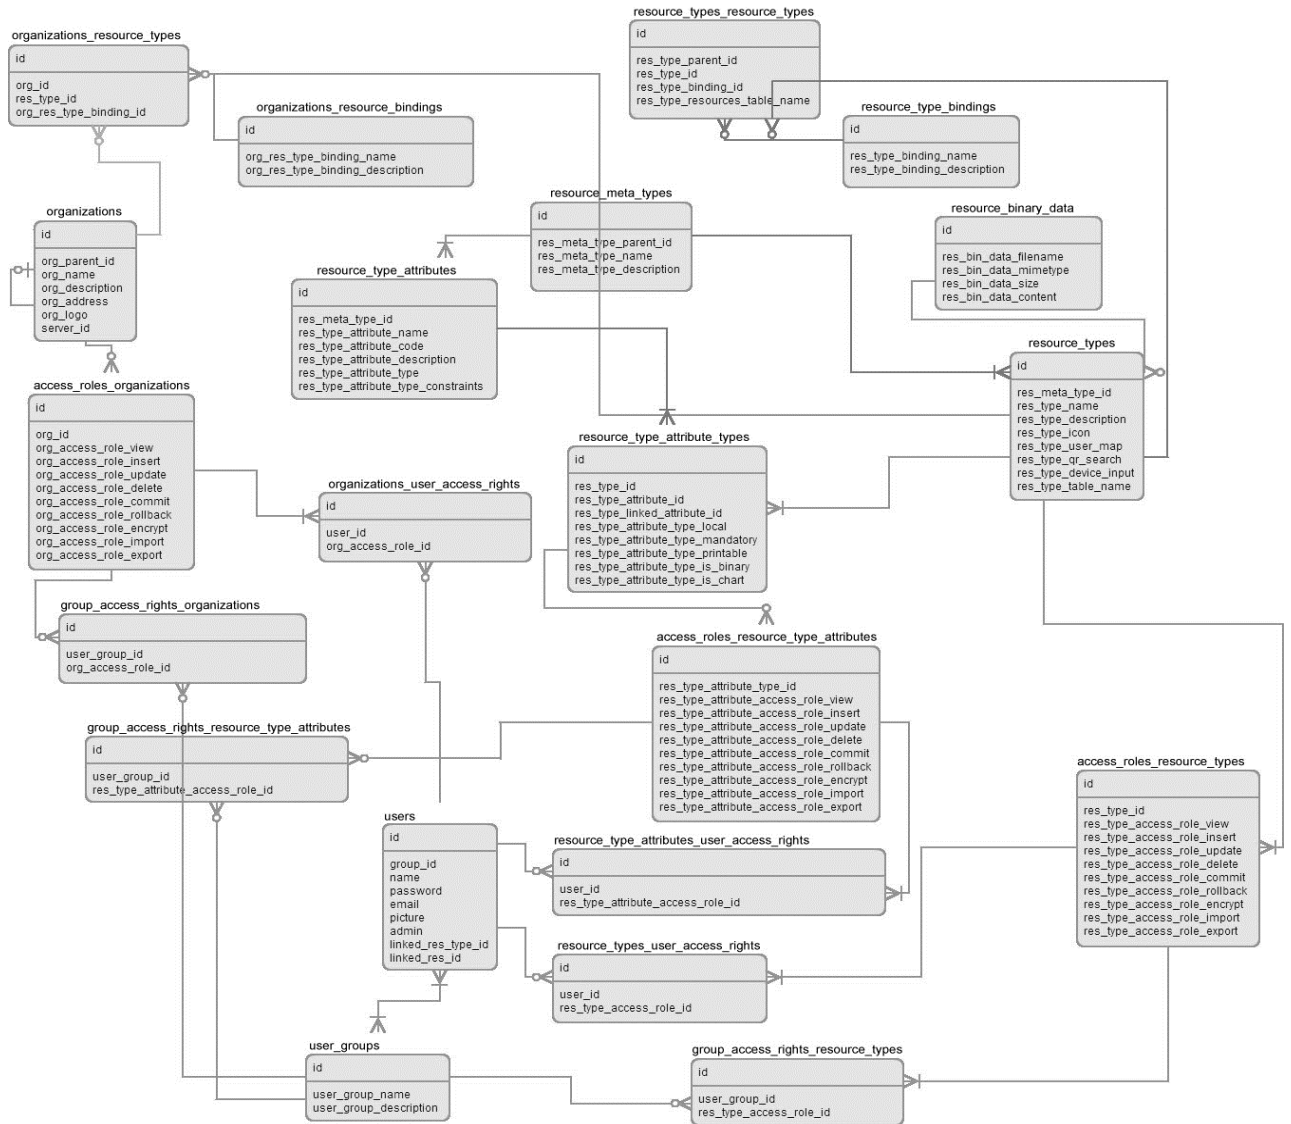 resource_types_resource_types
id
res_type_parent_id
res_type_id
res_type_binding_id
res_type_resources_table_name
organizations_resource_types
id
org_id
res_type_id
org_res_type_binding_id
organizations_resource_bindings
id
org_res_type_binding_name
org_res_type_binding_description
resource_type_bindings
id
res_type_binding_name
res_type_binding_description
resource_meta_types
id
res_meta_type_parent_id
res_meta_type_name
res_meta_type_description
resource_binary_data
id
res_bin_data_filename
res_bin_data_mimetype
res_bin_data_size
res_bin_data_content
organizations
id
org_parent_id
org_name
org_description
org_address
org_logo
server_id
resource_type_attributes
id
res_meta_type_id
res_type_attribute_name
res_type_attribute_code
res_type_attribute_description
res_type_attribute_type
res_type_attribute_type_constraints
resource_types
id
res_meta_type_id
res_type_name
res_type_description
res_type_icon
res_type_user_map
res_type_qr_search
res_type_device_input
res_type_table_name
access_roles_organizations
id
org_id
org_access_role_view
org_access_role_insert
org_access_role_update
org_access_role_delete
org_access_role_commit
org_access_role_rollback
org_access_role_encrypt
org_access_role_import
org_access_role_export
resource_type_attribute_types
id
res_type_id
res_type_attribute_id
res_type_linked_attribute_id
res_type_attribute_type_local
res_type_attribute_type_mandatory
res_type_attribute_type_printable
res_type_attribute_type_is_binary
res_type_attribute_type_is_chart
organizations_user_access_rights
id
user_id
org_access_role_id
group_access_rights_organizations
id
user_group_id
org_access_role_id
access_roles_resource_type_attributes
id
res_type_attribute_type_id
res_type_attribute_access_role_view
res_type_attribute_access_role_insert
res_type_attribute_access_role_update
res_type_attribute_access_role_delete
res_type_attribute_access_role_commit
res_type_attribute_access_role_rollback
res_type_attribute_access_role_encrypt
res_type_attribute_access_role_import
res_type_attribute_access_role_export
group_access_rights_resource_type_attributes
id
user_group_id
res_type_attribute_access_role_id
access_roles_resource_types
id
res_type_id
res_type_access_role_view
res_type_access_role_insert
res_type_access_role_update
res_type_access_role_delete
res_type_access_role_commit
res_type_access_role_rollback
res_type_access_role_encrypt
res_type_access_role_import
res_type_access_role_export
users
id
group_id
name
password
email
picture
admin
linked_res_type_id
linked_res_id
resource_type_attributes_user_access_rights
id
user_id
res_type_attribute_access_role_id
resource_types_user_access_rights
id
user_id
res_type_access_role_id
user_groups
id
user_group_name
user_group_description
group_access_rights_resource_types
id
user_group_id
res_type_access_role_id